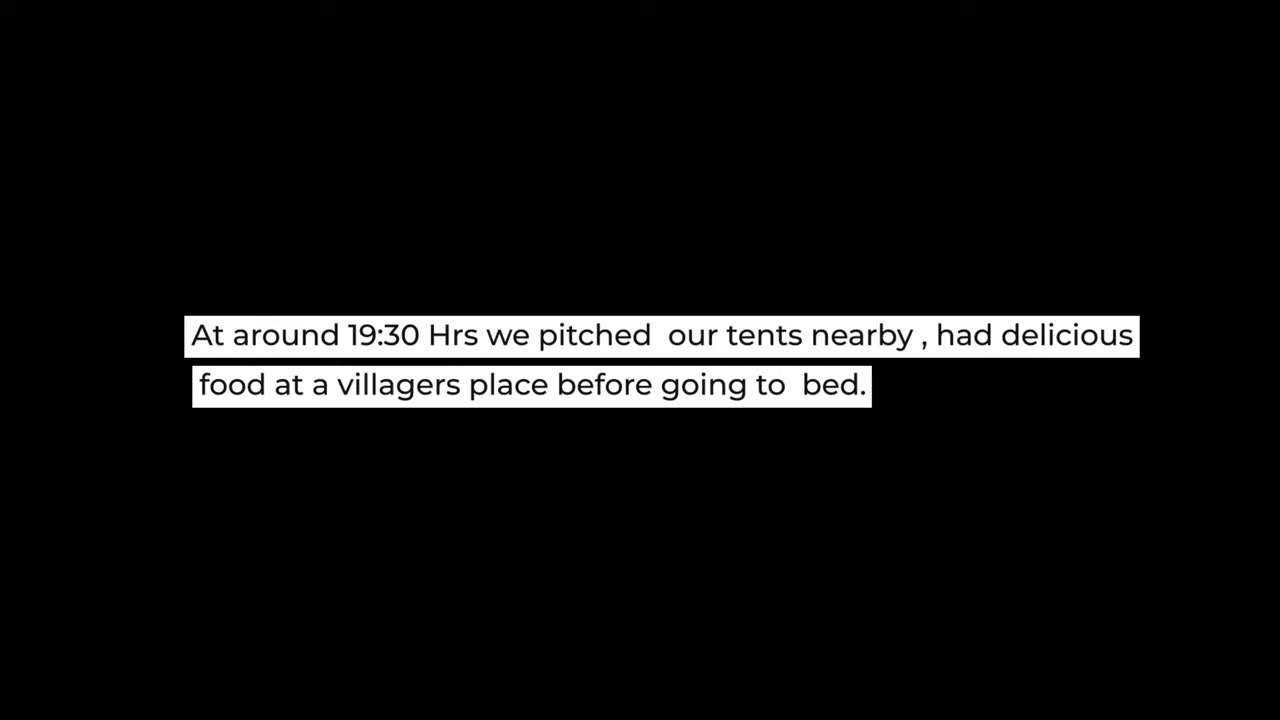 At around 19:30 Hrs we pitched  our tents nearby , had delicious
food at a villagers place before going to  bed.